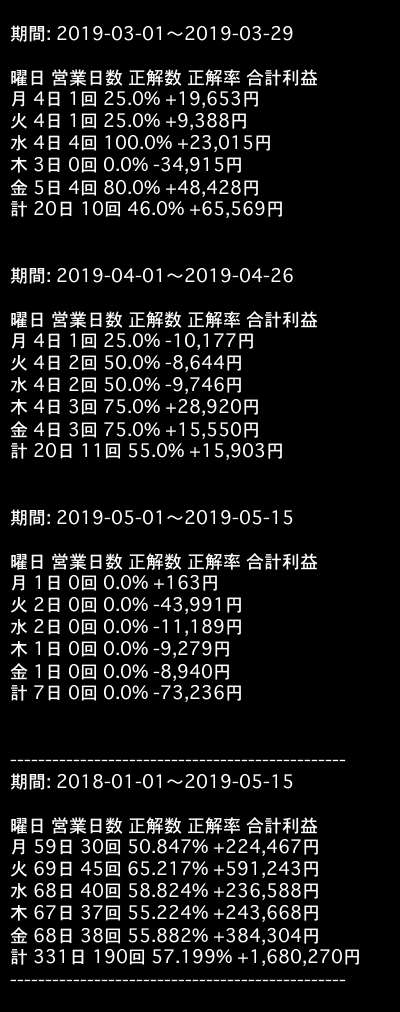 期間: 2019-03-01〜2019-03-29
曜日 営業日数 正解数 正解率 合計利益
月 4日 1回 25.0% +19,653円
火 4日 1回 25.0% +9,388円
水 4日 4回 100.0% +23,015円
木 3日 0回 0.0% -34,915円
金 5日 4回 80.0% +48,428円
計 20日 10回 46.0% +65,569円
期間: 2019-04-01〜2019-04-26
曜日 営業日数 正解数 正解率 合計利益
月 4日 1回 25.0% -10,177円
火 4日 2回 50.0% -8,644円
水 4日 2回 50.0% -9,746円
木 4日 3回 75.0% +28,920円
金 4日 3回 75.0% +15,550円
計 20日 11回 55.0% +15,903円
期間: 2019-05-01〜2019-05-15
曜日 営業日数 正解数 正解率 合計利益
月 1日 0回 0.0% +163円
火 2日 0回 0.0% -43,991円
水 2日 0回 0.0% -11,189円
木 1日 0回 0.0% -9,279円
金 1日 0回 0.0% -8,940円
計 7日 0回 0.0% -73,236円
------------------------------------------------
期間: 2018-01-01〜2019-05-15
曜日 営業日数 正解数 正解率 合計利益
月 59日 30回 50.847% +224,467円
火 69日 45回 65.217% +591,243円
水 68日 40回 58.824% +236,588円
木 67日 37回 55.224% +243,668円
金 68日 38回 55.882% +384,304円
計 331日 190回 57.199% +1,680,270円
------------------------------------------------